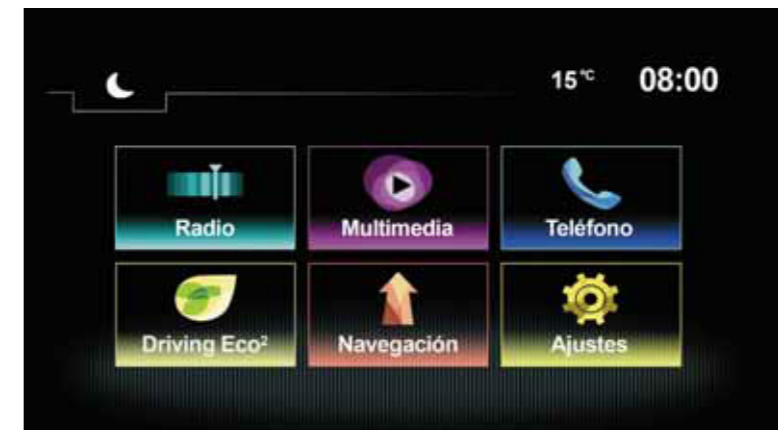 15°C 08:00
Radio Multimedia Teléfono
Driving Eco² Navegación Ajustes